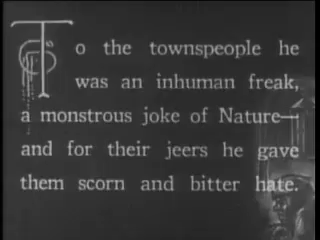 To the townspeople he
was an inhuman freak,
a monstrous joke of Nature—
and for their jeers he gave
them scorn and bitter hate.